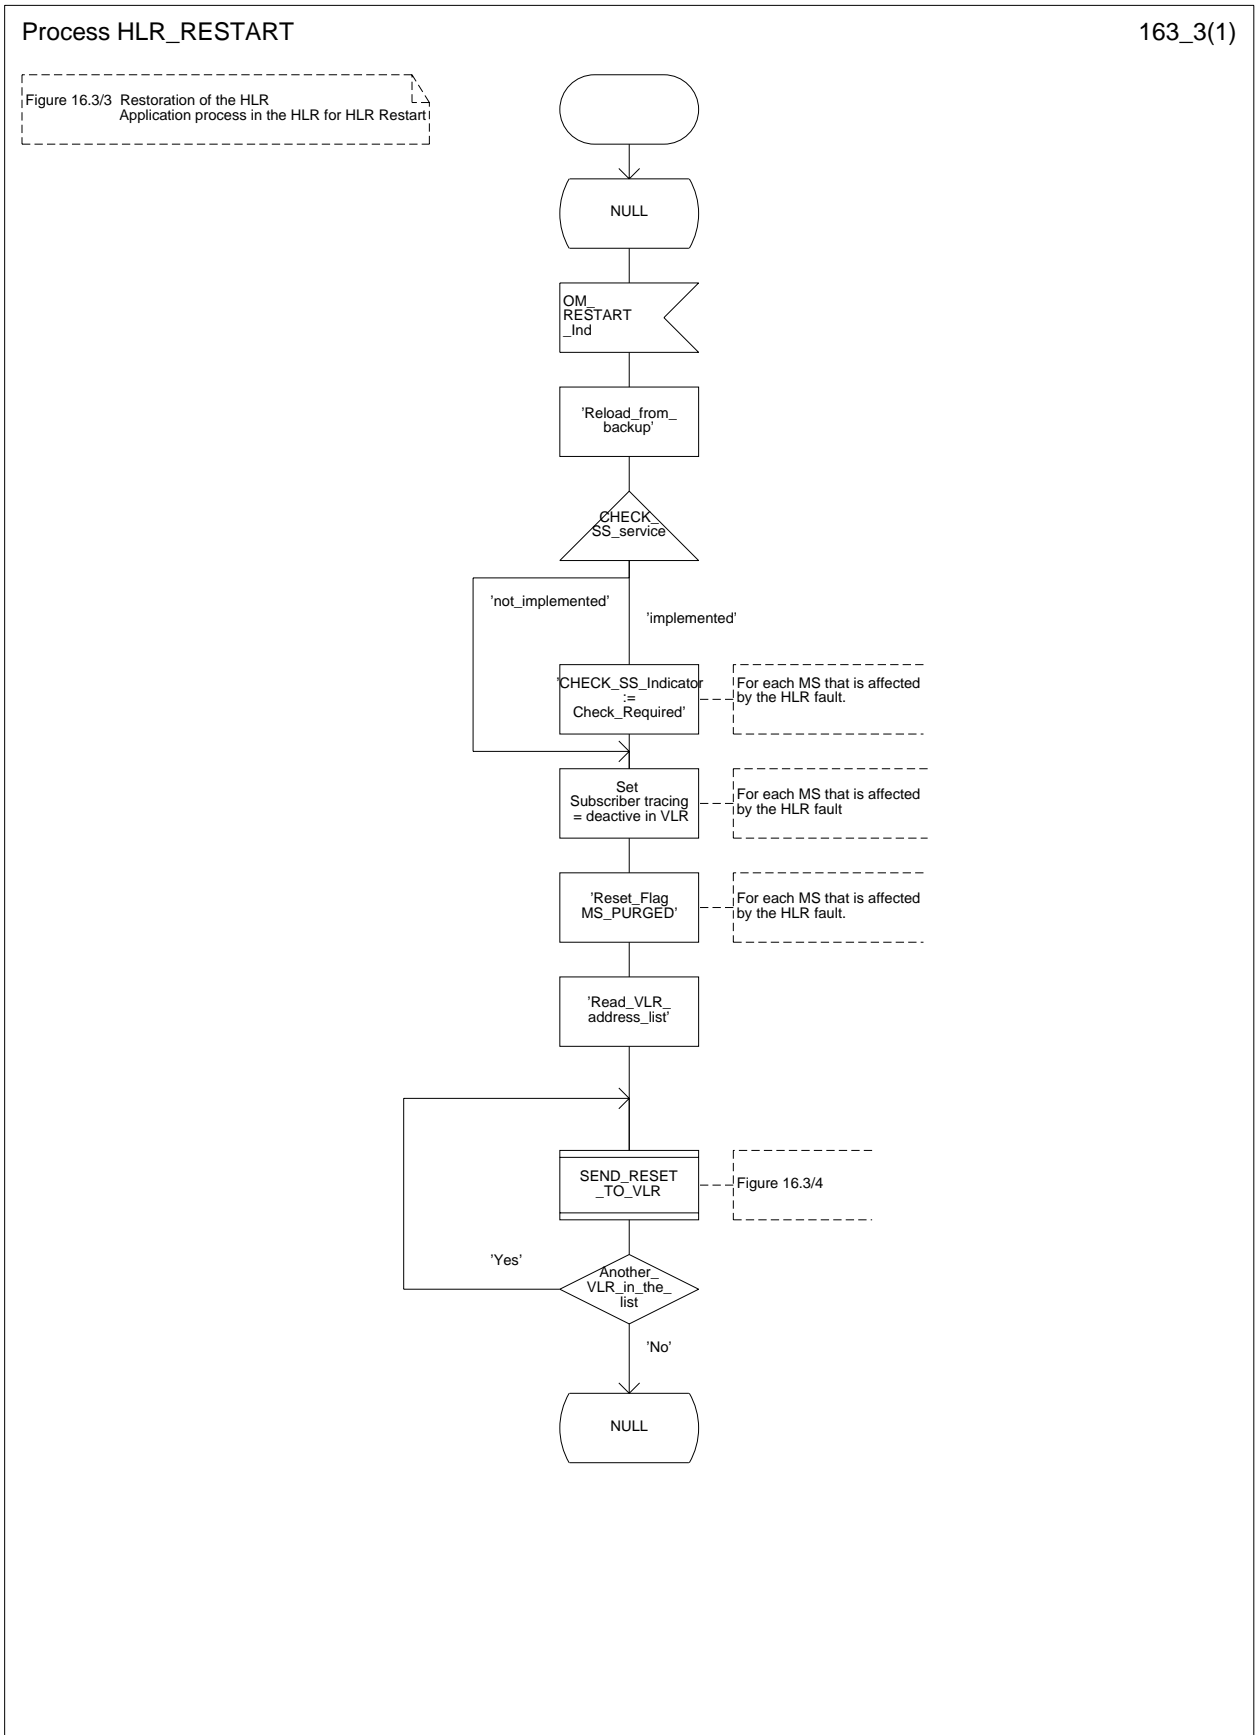 Process HLR_RESTART
163_3(1)
Figure 16.3/3 Restoration of the HLR
Application process in the HLR for HLR Restart
NULL
OM_
RESTART
_Ind
'Reload_from_
backup'
CHECK_
SS_service
'not_implemented'
'implemented'
'CHECK_SS_Indicator
:=
Check_Required'
For each MS that is affected
by the HLR fault.
Set
Subscriber tracing
= deactive in VLR
For each MS that is affected
by the HLR fault
'Reset_Flag
MS_PURGED'
For each MS that is affected
by the HLR fault.
'Read_VLR_
address_list'
SEND_RESET
_TO_VLR
Figure 16.3/4
'Yes'
Another_
VLR_in_the_
list
'No'
NULL